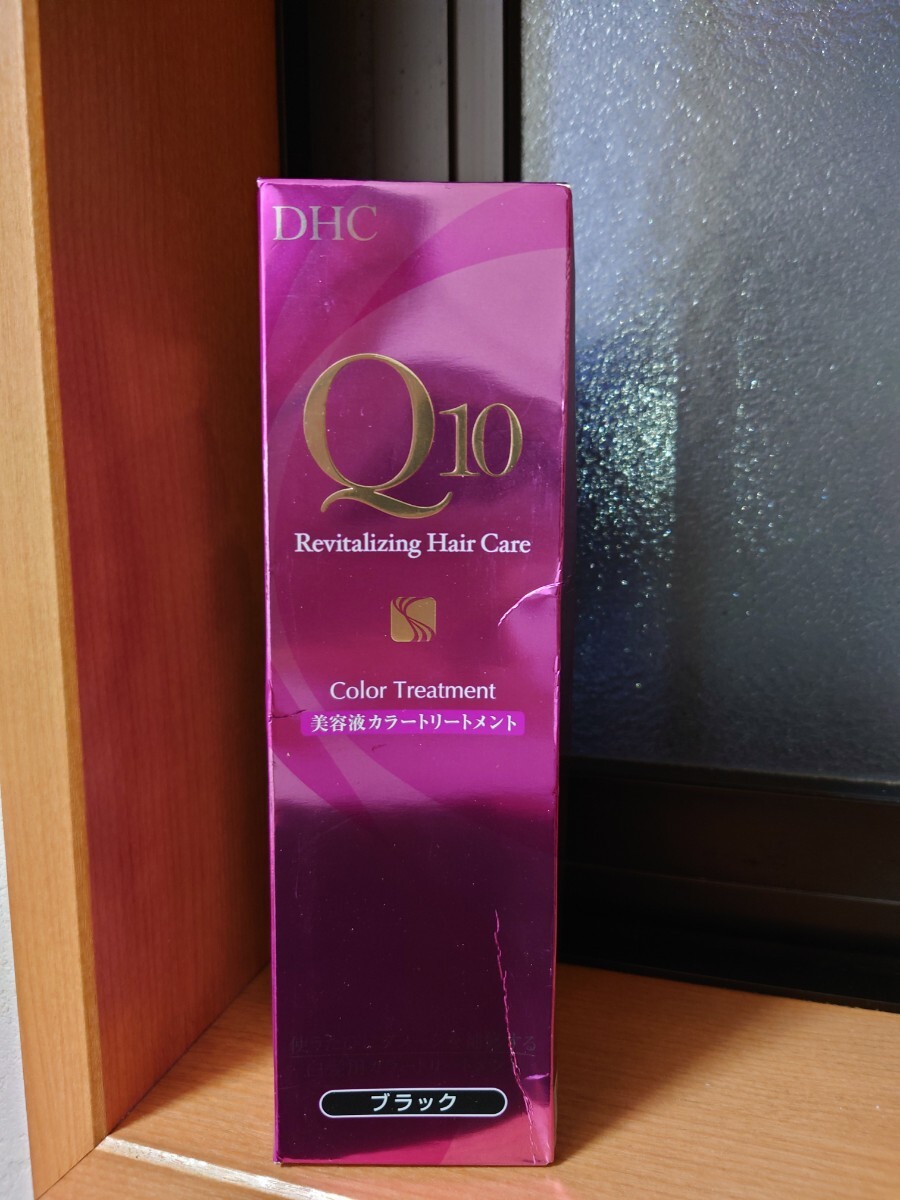 DHC
Q10
Revitalizing Hair Care
Color Treatment
美容液カラートリートメント
ブラック